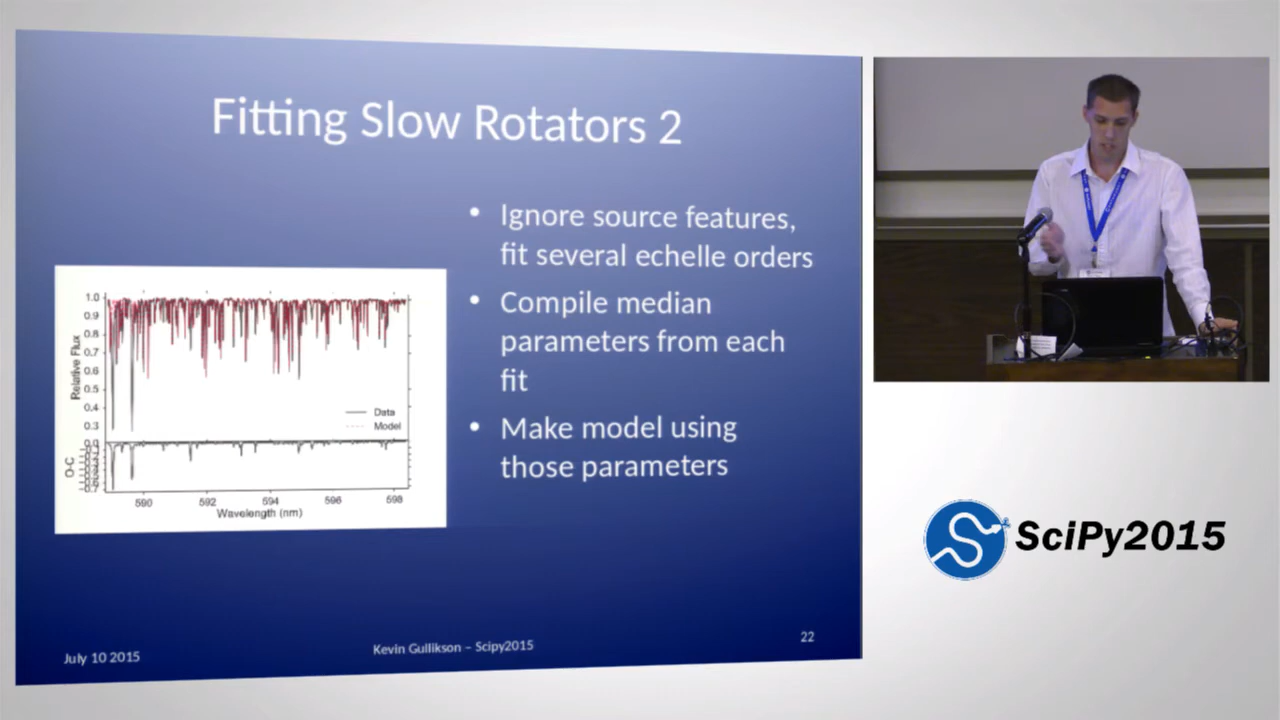 Fitting Slow Rotators 2
• Ignore source features,
fit several echelle orders
• Compile median
parameters from each
fit
• Make model using
those parameters
1.0
0.9
0.8
0.7
0.6
0.5
0.4
0.3
Relative Flux
Data
Model
0.0
O-C
590
592
594
596
598
Wavelength (nm)
July 10 2015
Kevin Gullikson – Scipy2015
22
SciPy2015